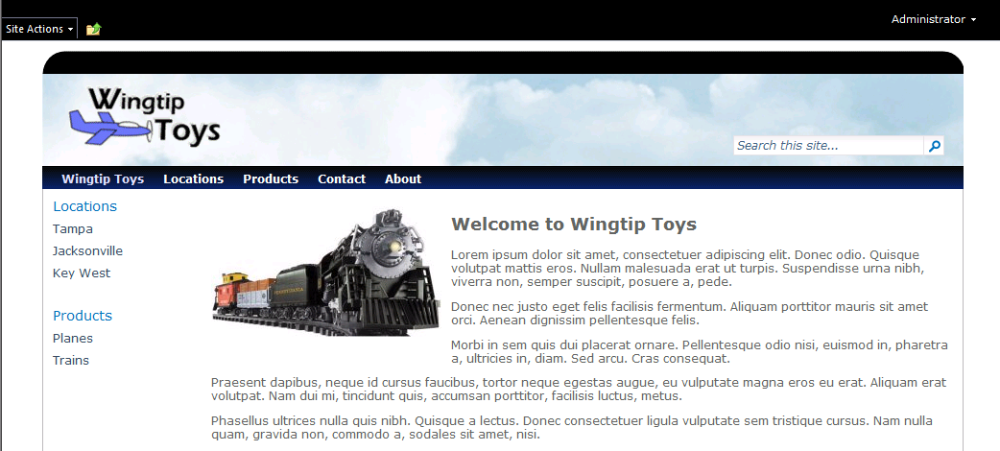 Site Actions
Administrator
Wingtip
Toys
Search this site...
Wingtip Toys Locations Products Contact About
Locations
Tampa
Jacksonville
Key West
Products
Planes
Trains
PENNSYLVANIA
Welcome to Wingtip Toys
Lorem ipsum dolor sit amet, consectetuer adipiscing elit. Donec odio. Quisque
volutpat mattis eros. Nullam malesuada erat ut turpis. Suspendisse urna nibh,
viverra non, semper suscipit, posuere a, pede.
Donec nec justo eget felis facilisis fermentum. Aliquam porttitor mauris sit amet
orci. Aenean dignissim pellentesque felis.
Morbi in sem quis dui placerat ornare. Pellentesque odio nisi, euismod in, pharetra
a, ultricies in, diam. Sed arcu. Cras consequat.
Praesent dapibus, neque id cursus faucibus, tortor neque egestas augue, eu vulputate magna eros eu erat. Aliquam erat
volutpat. Nam dui mi, tincidunt quis, accumsan porttitor, facilisis luctus, metus.
Phasellus ultrices nulla quis nibh. Quisque a lectus. Donec consectetuer ligula vulputate sem tristique cursus. Nam nulla
quam, gravida non, commodo a, sodales sit amet, nisi.